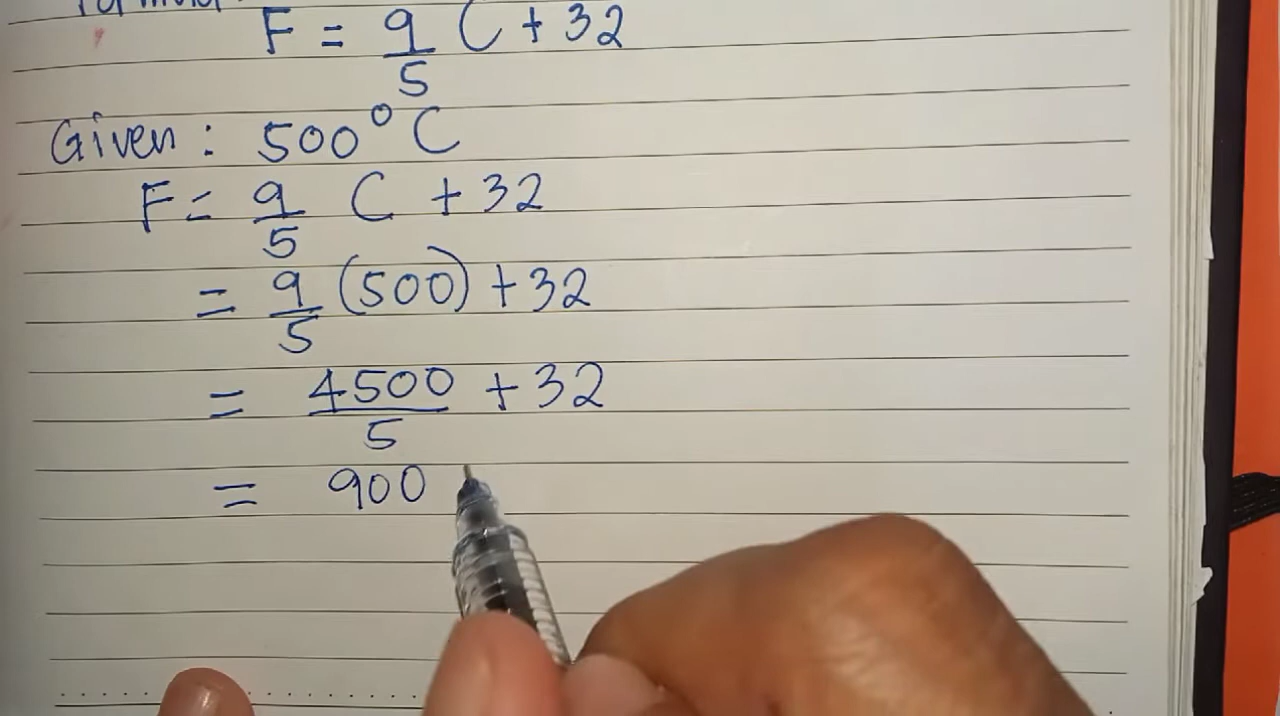 F = 9/5 C + 32
Given: 500° C
F = 9/5 C + 32
= 9/5 (500) + 32
= 4500/5 + 32
= 900